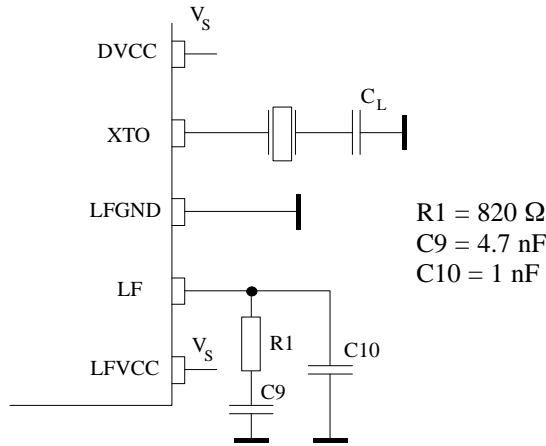 V_S
DVCC
C_L
XTO
LFGND
R1 = 820 Ω
C9 = 4.7 nF
C10 = 1 nF
LF
V_S
R1
C10
LFVCC
C9